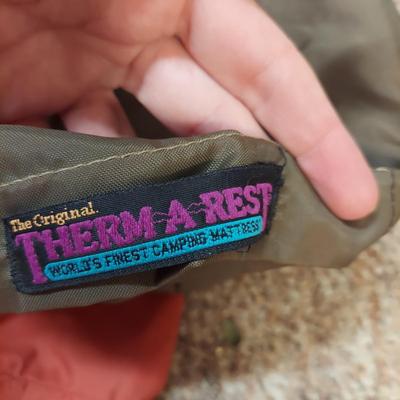 The Original.
THERM-A-REST
WORLD'S FINEST CAMPING MATTRESS